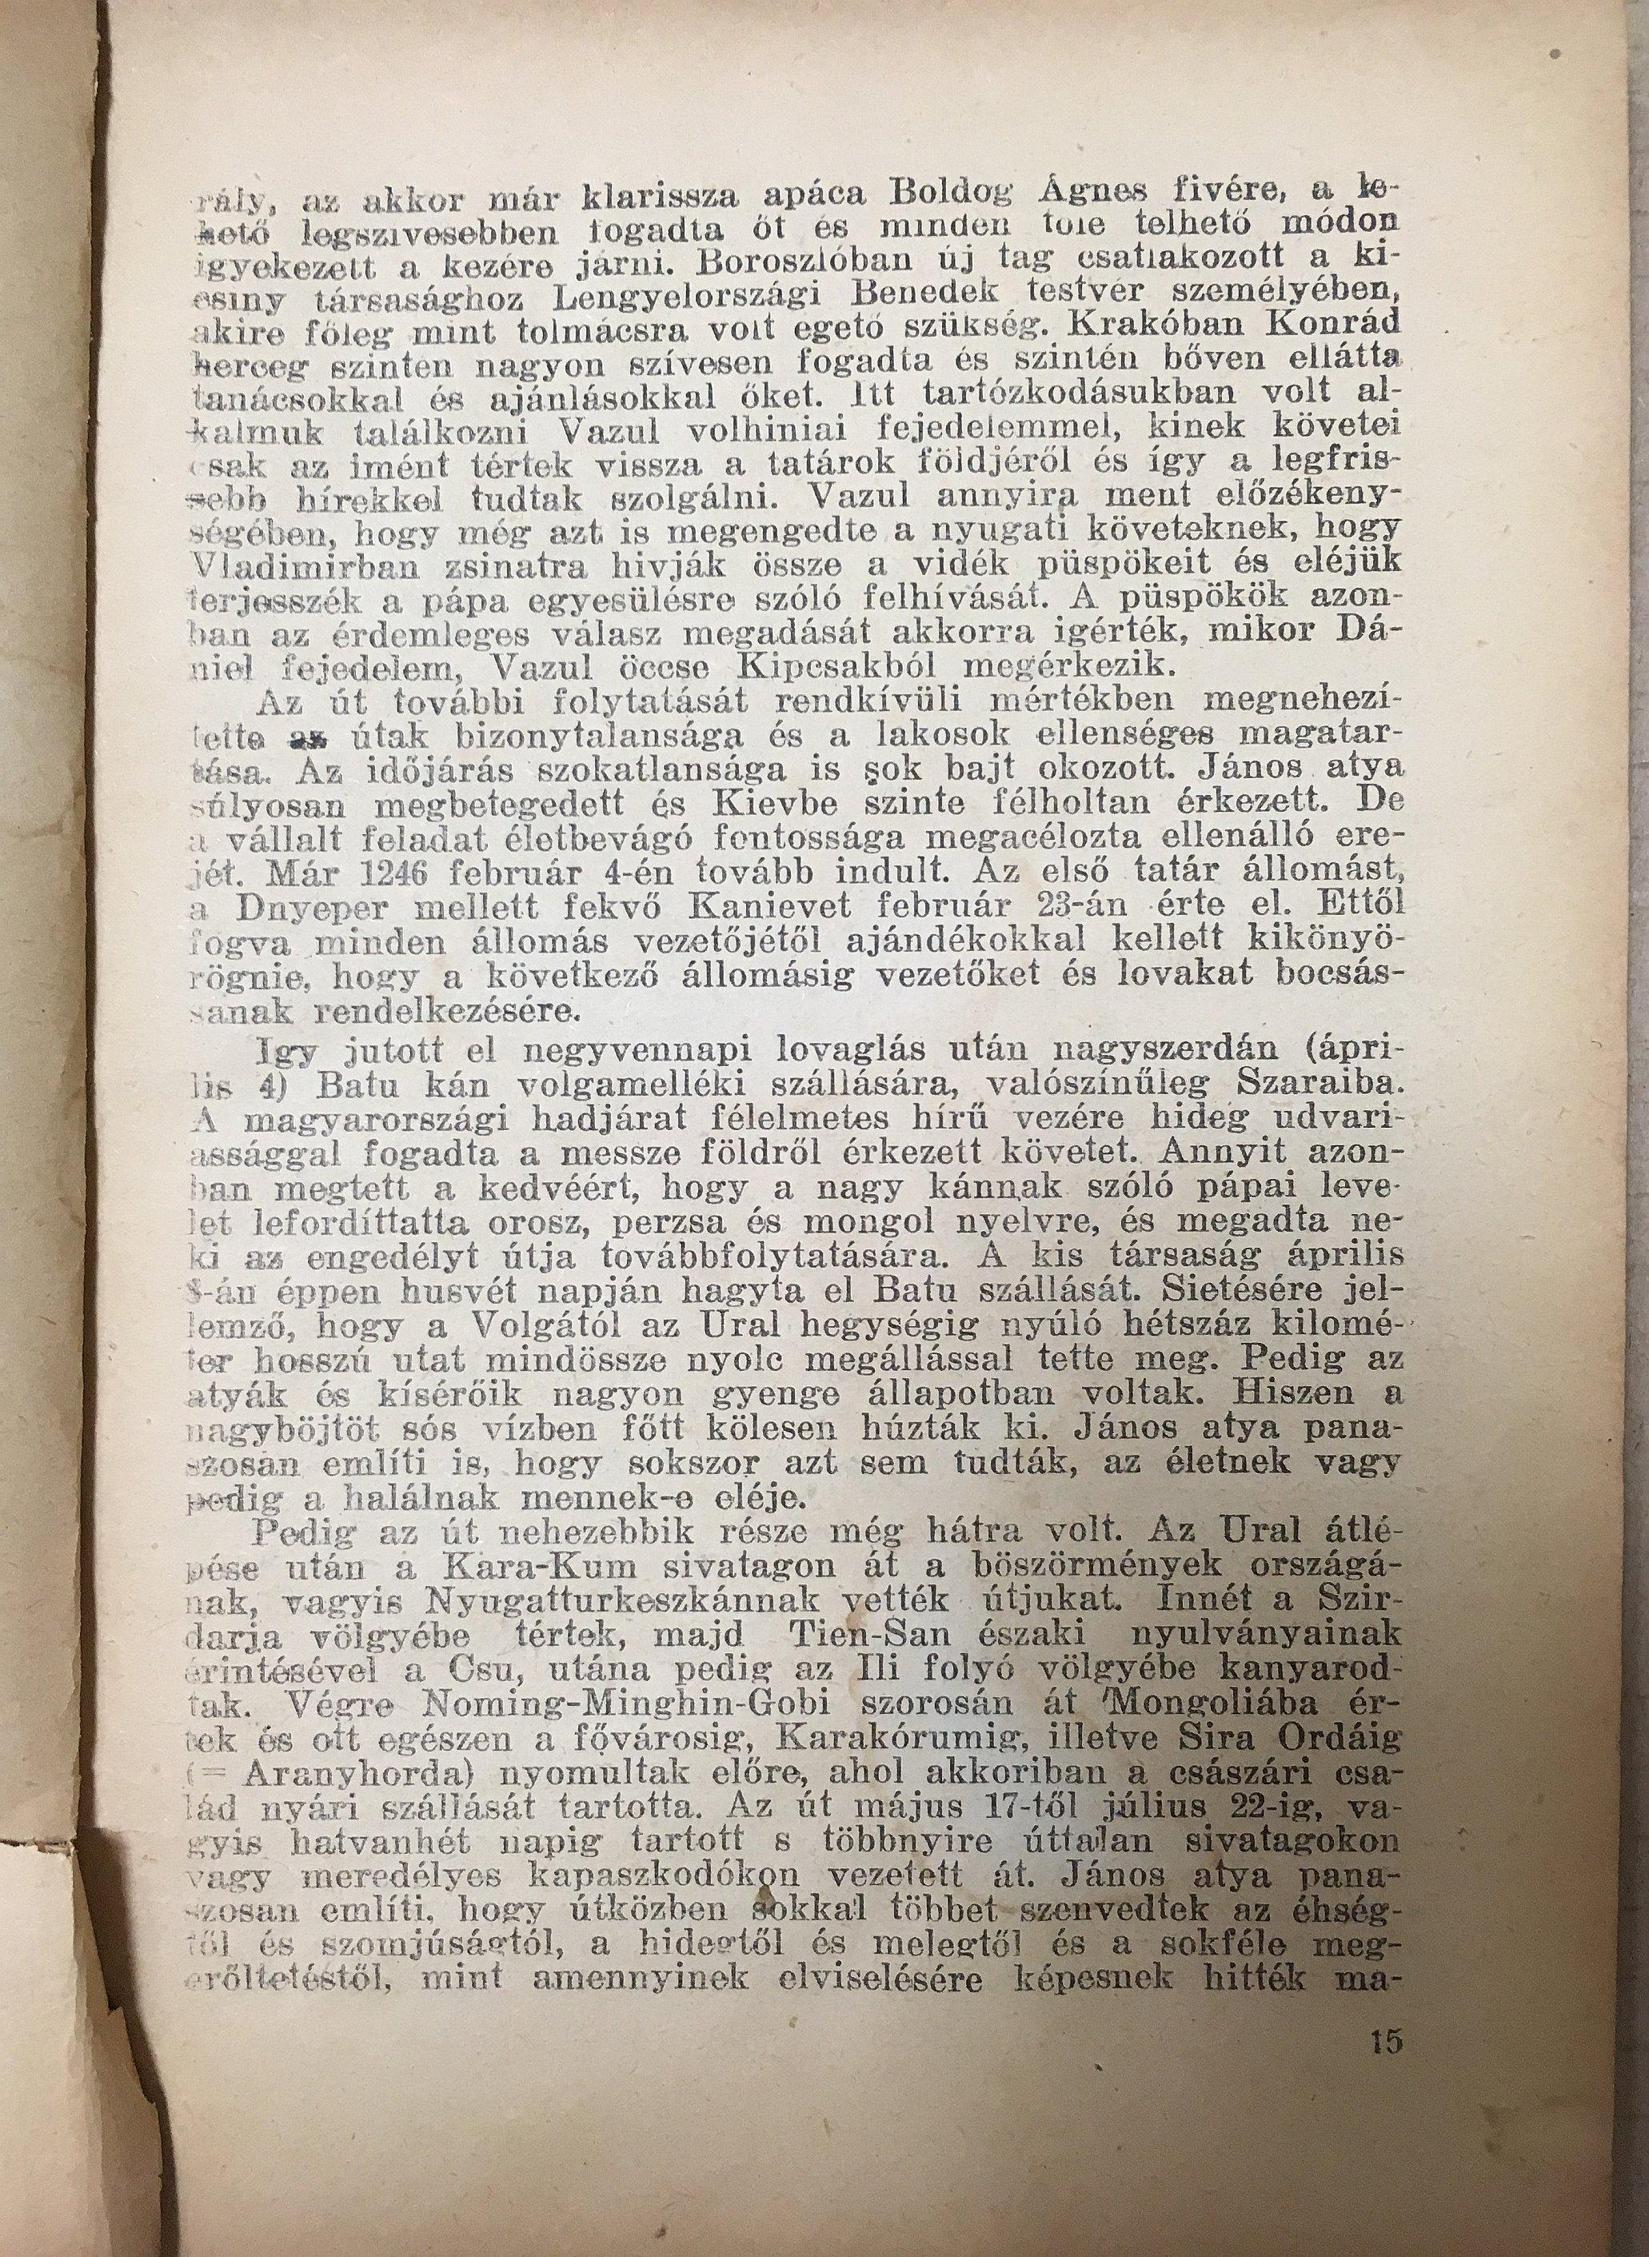 rály, az akkor már klarissza apáca Boldog Ágnes fivére, a le-
hető legszívesebben fogadta őt és minden tőle telhető módon
igyekezett a kezére járni. Boroszlóban új tag csatlakozott a ki-
csiny társasághoz Lengyelországi Benedek testvér személyében,
akire főleg mint tolmácsra volt égető szükség. Krakóban Konrád
herceg szintén nagyon szívesen fogadta és szintén bőven ellátta
tanácsokkal és ajánlásokkal őket. Itt tartózkodásukban volt al-
kalmuk találkozni Vazul volhiniai fejedelemmel, kinek követei
csak az imént tértek vissza a tatárok földjéről és így a legfris-
sebb hírekkel tudtak szolgálni. Vazul annyira ment előzékeny-
ségében, hogy még azt is megengedte a nyugati követeknek, hogy
Vladimirban zsinatra hivják össze a vidék püspökeit és eléjük
terjesszék a pápa egyesülésre szóló felhívását. A püspökök azon-
ban az érdemleges válasz megadását akkorra igérték, mikor Dá-
niel fejedelem, Vazul öccse Kipcsakból megérkezik.
Az út további folytatását rendkívüli mértékben megnehezí-
tette az útak bizonytalansága és a lakosok ellenséges magatar-
tása. Az időjárás szokatlansága is sok bajt okozott. János atya
súlyosan megbetegedett és Kievbe szinte félholtan érkezett. De
a vállalt feladat életbevágó fontossága megacélozta ellenálló ere-
jét. Már 1246 február 4-én tovább indult. Az első tatár állomást,
a Dnyeper mellett fekvő Kanievet február 23-án érte el. Ettől
fogva minden állomás vezetőjétől ajándékokkal kellett kikönyö-
rögnie, hogy a következő állomásig vezetőket és lovakat bocsás-
sanak rendelkezésére.
Igy jutott el negyvennapi lovaglás után nagyszerdán (ápri-
lis 4) Batu kán volgamelléki szállására, valószínűleg Szaraiba.
A magyarországi hadjárat félelmetes hírű vezére hideg udvari-
assággal fogadta a messze földről érkezett követet. Annyit azon-
ban megtett a kedvéért, hogy a nagy kánnak szóló pápai leve-
let lefordíttatta orosz, perzsa és mongol nyelvre, és megadta ne-
ki az engedélyt útja továbbfolytatására. A kis társaság április
8-án éppen husvét napján hagyta el Batu szállását. Sietésére jel-
lemző, hogy a Volgától az Ural hegységig nyúló hétszáz kilomé-
ter hosszú utat mindössze nyolc megállással tette meg. Pedig az
atyák és kísérőik nagyon gyenge állapotban voltak. Hiszen a
nagyböjtöt sós vízben főtt kölesen húzták ki. János atya pana-
szosan említi is, hogy sokszor azt sem tudták, az életnek vagy
pedig a halálnak mennek-e eléje.
Pedig az út nehezebbik része még hátra volt. Az Ural átlé-
pése után a Kara-Kum sivatagon át a böszörmények országá-
nak, vagyis Nyugatturkeszkánnak vették útjukat. Innét a Szir-
darja völgyébe tértek, majd Tien-San északi nyulványainak
érintésével a Csu, utána pedig az Ili folyó völgyébe kanyarod-
tak. Végre Noming-Minghin-Gobi szorosán át Mongoliába ér-
tek és ott egészen a fővárosig, Karakórumig, illetve Sira Ordáig
(= Aranyhorda) nyomultak előre, ahol akkoriban a császári csa-
lád nyári szállását tartotta. Az út május 17-től július 22-ig, va-
gyis hatvanhét napig tartott s többnyire úttalan sivatagokon
vagy meredélyes kapaszkodókon vezetett át. János atya pana-
szosan említi, hogy útközben sokkal többet szenvedtek az éhség-
től és szomjúságtól, a hidegtől és melegtől és a sokféle meg-
erőltetéstől, mint amennyinek elviselésére képesnek hitték ma-
15